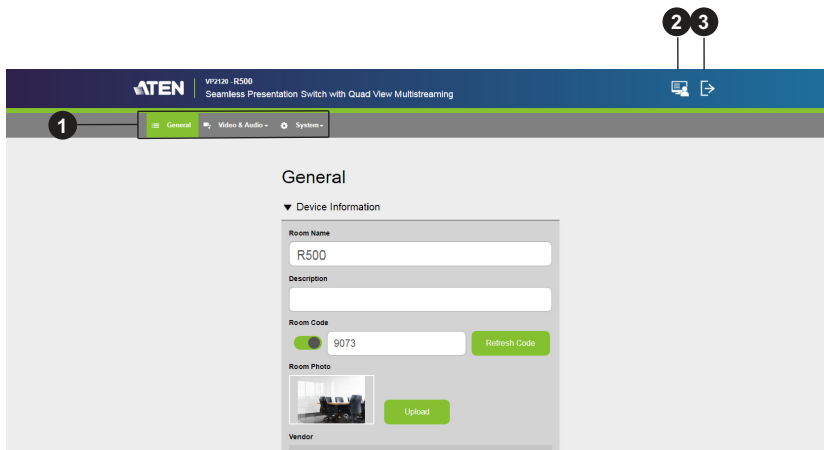 2 3
ATEN
VP2120 -R500
Seamless Presentation Switch with Quad View Multistreaming
1
General Video & Audio System
General
Device Information
Room Name
R500
Description
Room Code
9073 Refresh Code
Room Photo
Upload
Vendor